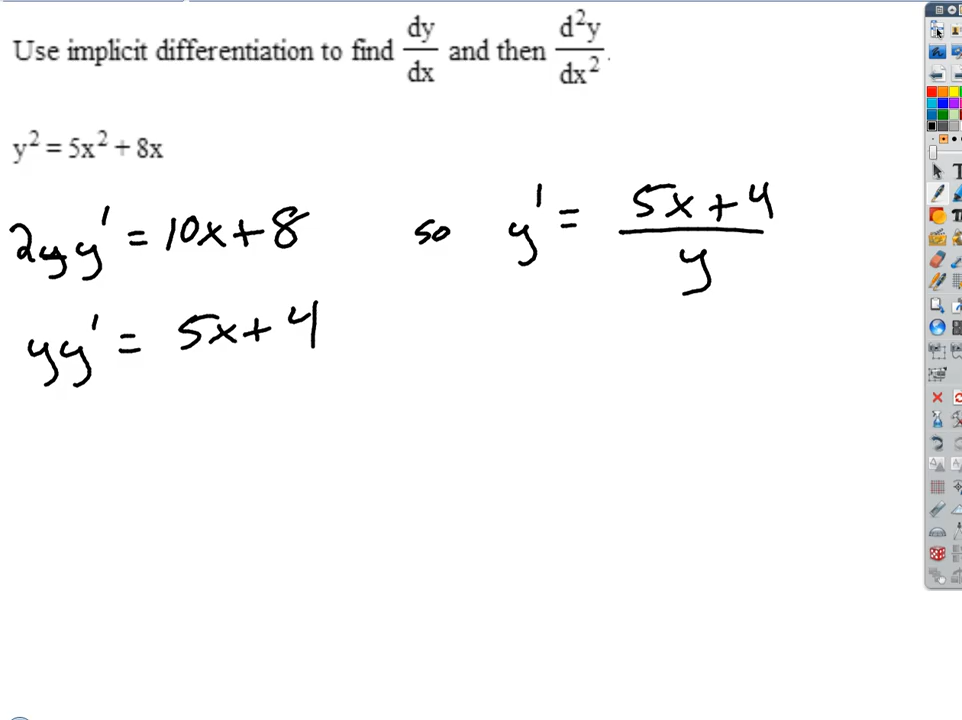 Use implicit differentiation to find dy/dx and then d²y/dx².
y² = 5x² + 8x
2yy' = 10x + 8 so y' = (5x + 4)/y
yy' = 5x + 4